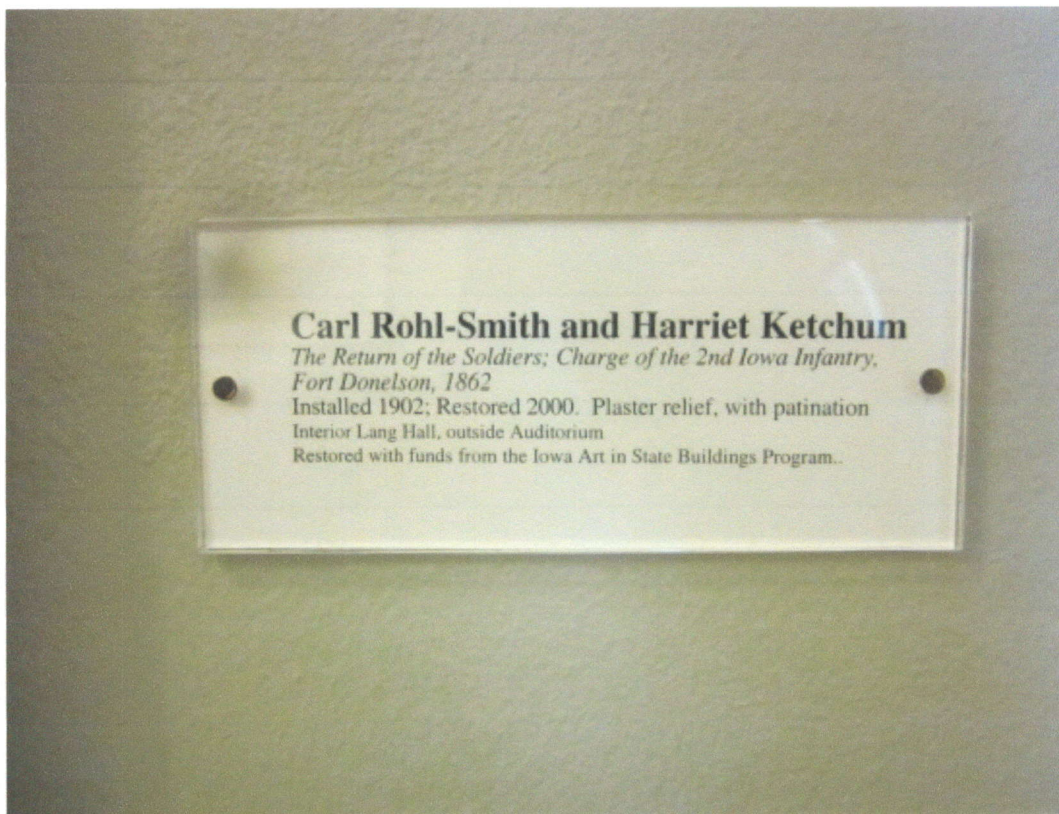 Carl Rohl-Smith and Harriet Ketchum
The Return of the Soldiers; Charge of the 2nd Iowa Infantry,
Fort Donelson, 1862
Installed 1902; Restored 2000. Plaster relief, with patination
Interior Lang Hall, outside Auditorium
Restored with funds from the Iowa Art in State Buildings Program..